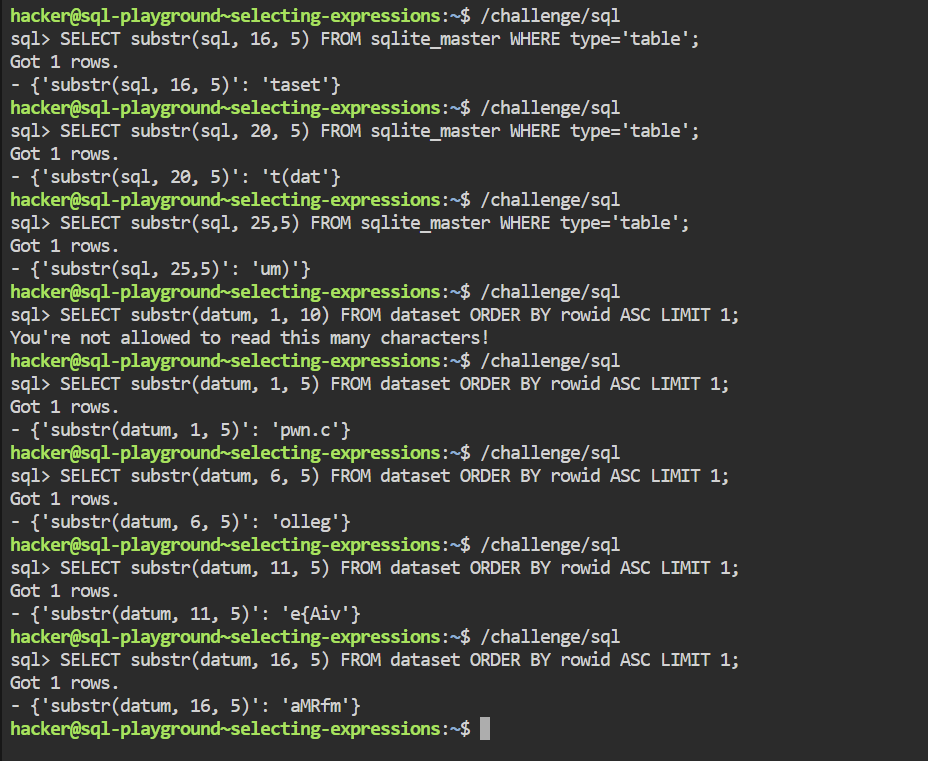 hacker@sql-playground~selecting-expressions:~$ /challenge/sql
sql> SELECT substr(sql, 16, 5) FROM sqlite_master WHERE type='table';
Got 1 rows.
- {'substr(sql, 16, 5)': 'taset'}
hacker@sql-playground~selecting-expressions:~$ /challenge/sql
sql> SELECT substr(sql, 20, 5) FROM sqlite_master WHERE type='table';
Got 1 rows.
- {'substr(sql, 20, 5)': 't(dat'}
hacker@sql-playground~selecting-expressions:~$ /challenge/sql
sql> SELECT substr(sql, 25,5) FROM sqlite_master WHERE type='table';
Got 1 rows.
- {'substr(sql, 25,5)': 'um)'}
hacker@sql-playground~selecting-expressions:~$ /challenge/sql
sql> SELECT substr(datum, 1, 10) FROM dataset ORDER BY rowid ASC LIMIT 1;
You're not allowed to read this many characters!
hacker@sql-playground~selecting-expressions:~$ /challenge/sql
sql> SELECT substr(datum, 1, 5) FROM dataset ORDER BY rowid ASC LIMIT 1;
Got 1 rows.
- {'substr(datum, 1, 5)': 'pwn.c'}
hacker@sql-playground~selecting-expressions:~$ /challenge/sql
sql> SELECT substr(datum, 6, 5) FROM dataset ORDER BY rowid ASC LIMIT 1;
Got 1 rows.
- {'substr(datum, 6, 5)': 'olleg'}
hacker@sql-playground~selecting-expressions:~$ /challenge/sql
sql> SELECT substr(datum, 11, 5) FROM dataset ORDER BY rowid ASC LIMIT 1;
Got 1 rows.
- {'substr(datum, 11, 5)': 'e{Aiv'}
hacker@sql-playground~selecting-expressions:~$ /challenge/sql
sql> SELECT substr(datum, 16, 5) FROM dataset ORDER BY rowid ASC LIMIT 1;
Got 1 rows.
- {'substr(datum, 16, 5)': 'aMRfm'}
hacker@sql-playground~selecting-expressions:~$